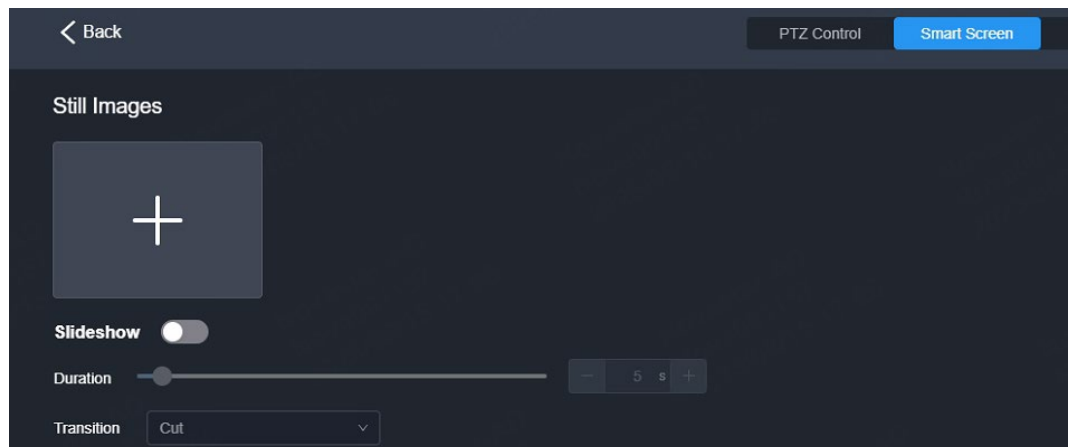 Back
PTZ Control
Smart Screen
Still Images
Slideshow
Duration
5 s
Transition
Cut